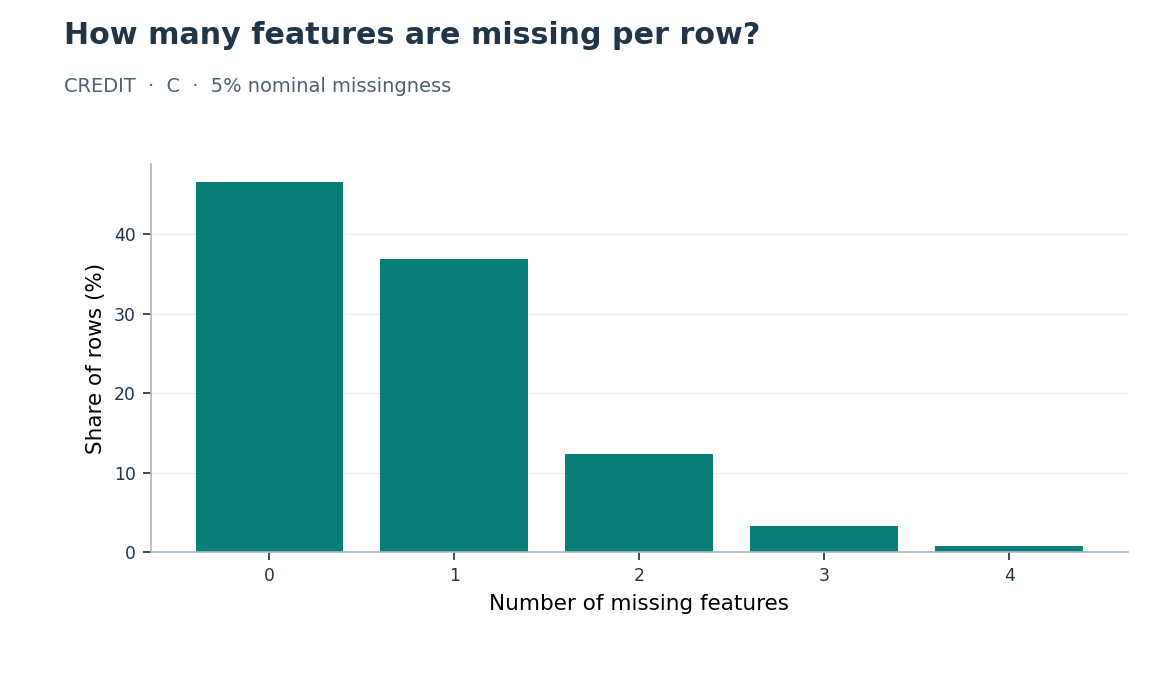 How many features are missing per row?
CREDIT · C · 5% nominal missingness
Share of rows (%)
40
30
20
10
0
0 1 2 3 4
Number of missing features